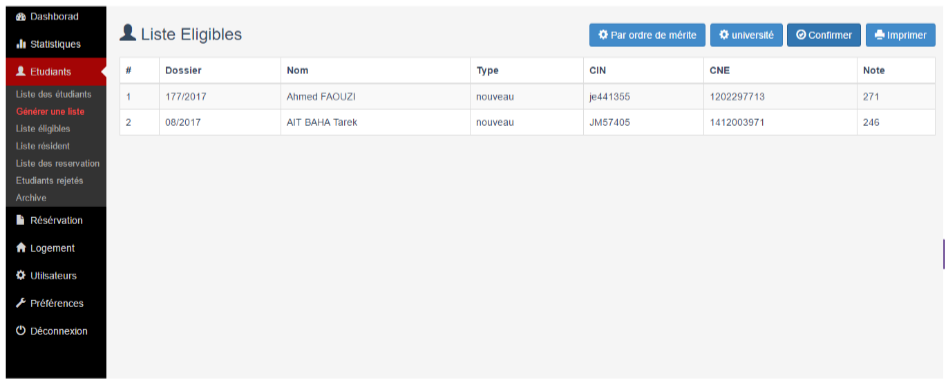 Dashborad
Statistiques
Etudiants
Liste des étudiants
Générer une liste
Liste éligibles
Liste résident
Liste des reservation
Etudiants rejetés
Archive
Résérvation
Logement
Utilsateurs
Préférences
Déconnexion
Liste Eligibles
Par ordre de mérite université Confirmer Imprimer
# Dossier Nom Type CIN CNE Note
1 177/2017 Ahmed FAOUZI nouveau je441355 1202297713 271
2 08/2017 AIT BAHA Tarek nouveau JM57405 1412003971 246